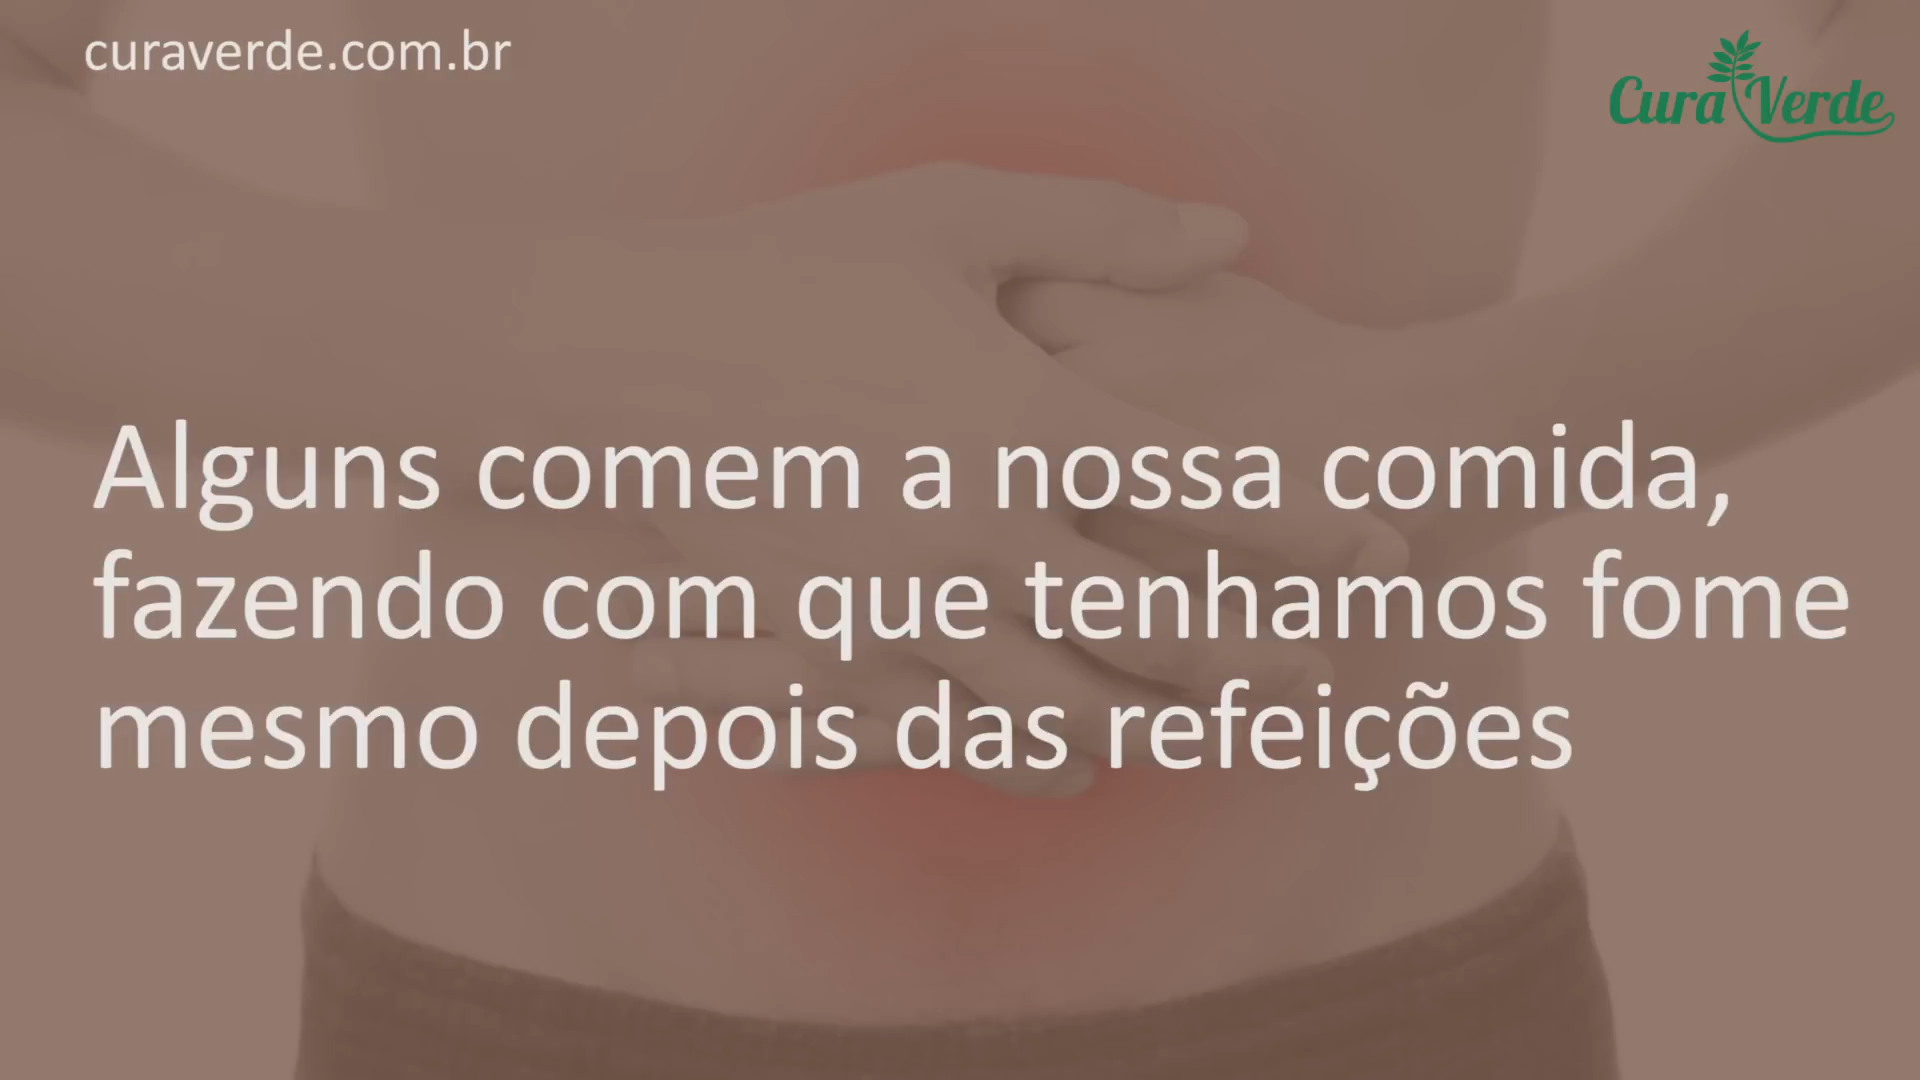 curaverde.com.br
Cura Verde
Alguns comem a nossa comida,
fazendo com que tenhamos fome
mesmo depois das refeições